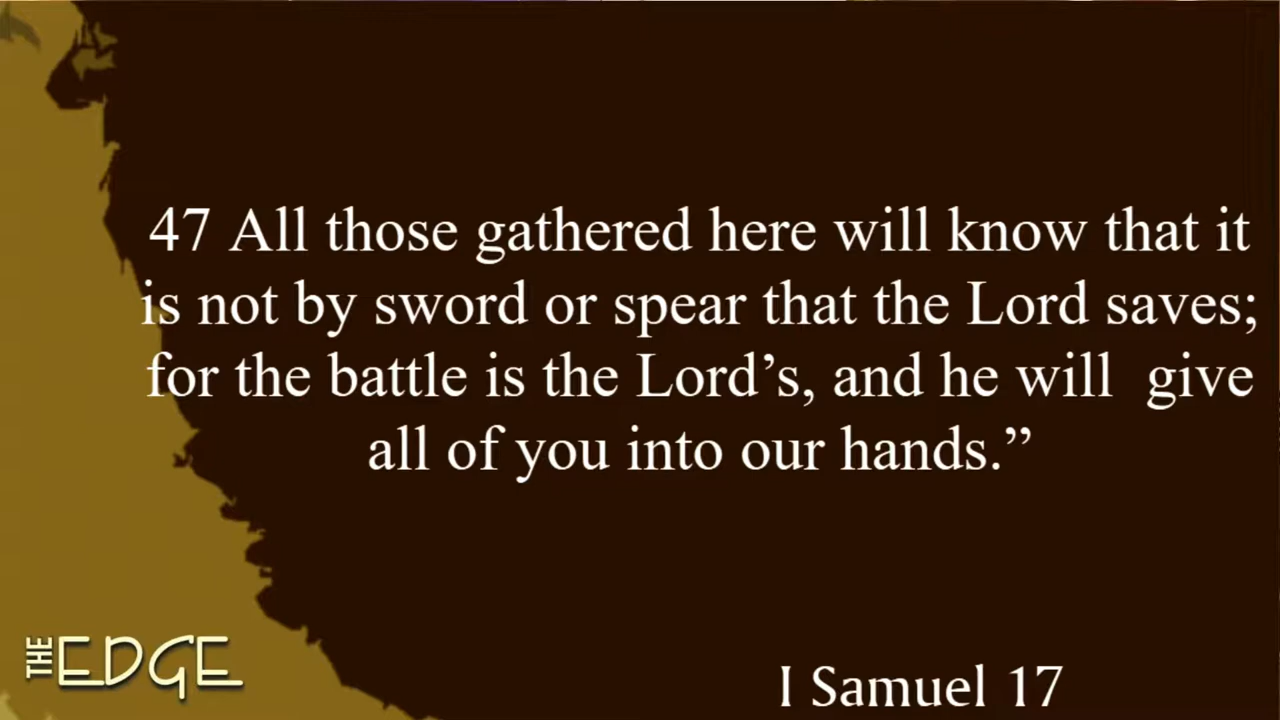 47 All those gathered here will know that it
is not by sword or spear that the Lord saves;
for the battle is the Lord’s, and he will  give
all of you into our hands.”
THE EDGE
I Samuel 17